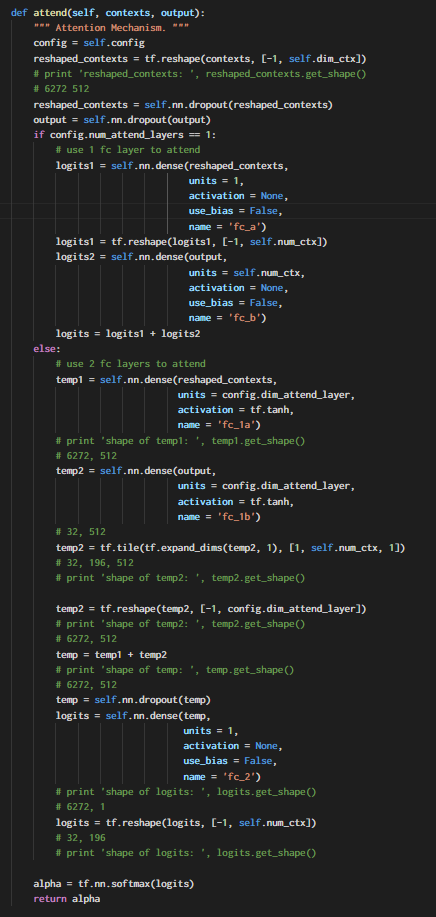 def attend(self, contexts, output):
    """ Attention Mechanism. """
    config = self.config
    reshaped_contexts = tf.reshape(contexts, [-1, self.dim_ctx])
    # print 'reshaped_contexts: ', reshaped_contexts.get_shape()
    # 6272 512
    reshaped_contexts = self.nn.dropout(reshaped_contexts)
    output = self.nn.dropout(output)
    if config.num_attend_layers == 1:
        # use 1 fc layer to attend
        logits1 = self.nn.dense(reshaped_contexts,
                                units = 1,
                                activation = None,
                                use_bias = False,
                                name = 'fc_a')
        logits1 = tf.reshape(logits1, [-1, self.num_ctx])
        logits2 = self.nn.dense(output,
                                units = self.num_ctx,
                                activation = None,
                                use_bias = False,
                                name = 'fc_b')
        logits = logits1 + logits2
    else:
        # use 2 fc layers to attend
        temp1 = self.nn.dense(reshaped_contexts,
                              units = config.dim_attend_layer,
                              activation = tf.tanh,
                              name = 'fc_1a')
        # print 'shape of temp1: ', temp1.get_shape()
        # 6272, 512
        temp2 = self.nn.dense(output,
                              units = config.dim_attend_layer,
                              activation = tf.tanh,
                              name = 'fc_1b')
        # 32, 512
        temp2 = tf.tile(tf.expand_dims(temp2, 1), [1, self.num_ctx, 1])
        # 32, 196, 512
        # print 'shape of temp2: ', temp2.get_shape()

        temp2 = tf.reshape(temp2, [-1, config.dim_attend_layer])
        # print 'shape of temp2: ', temp2.get_shape()
        # 6272, 512
        temp = temp1 + temp2
        # print 'shape of temp: ', temp.get_shape()
        # 6272, 512
        temp = self.nn.dropout(temp)
        logits = self.nn.dense(temp,
                               units = 1,
                               activation = None,
                               use_bias = False,
                               name = 'fc_2')
        # print 'shape of logits: ', logits.get_shape()
        # 6272, 1
        logits = tf.reshape(logits, [-1, self.num_ctx])
        # 32, 196
        # print 'shape of logits: ', logits.get_shape()

    alpha = tf.nn.softmax(logits)
    return alpha